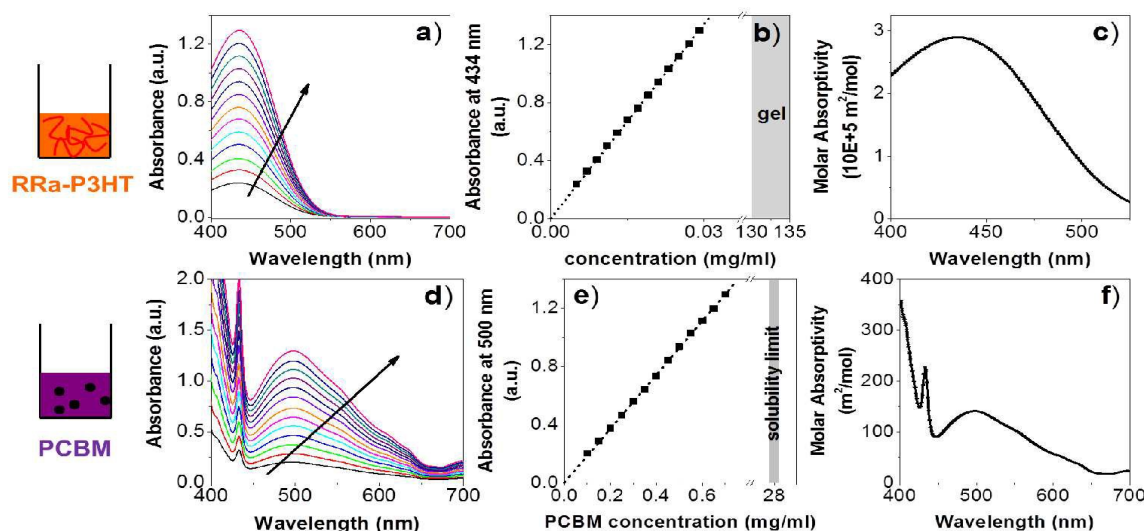 RRa-P3HT
a)
Absorbance (a.u.)
1.2
0.8
0.4
0.0
400 500 600 700
Wavelength (nm)
b)
Absorbance at 434 nm
(a.u.)
1.2
0.8
0.4
0.0
gel
0.00 0.03 130 135
concentration (mg/ml)
c)
Molar Absorptivity
(10E+5 m²/mol)
3
2
1
0
400 450 500
Wavelength (nm)
PCBM
d)
Absorbance (a.u.)
2.0
1.5
1.0
0.5
0.0
400 500 600 700
Wavelength (nm)
e)
Absorbance at 500 nm
(a.u.)
1.2
0.8
0.4
0.0
solubility limit
0.0 0.2 0.4 0.6 28
PCBM concentration (mg/ml)
f)
Molar Absorptivity
(m²/mol)
400
300
200
100
0
400 500 600 700
Wavelength (nm)